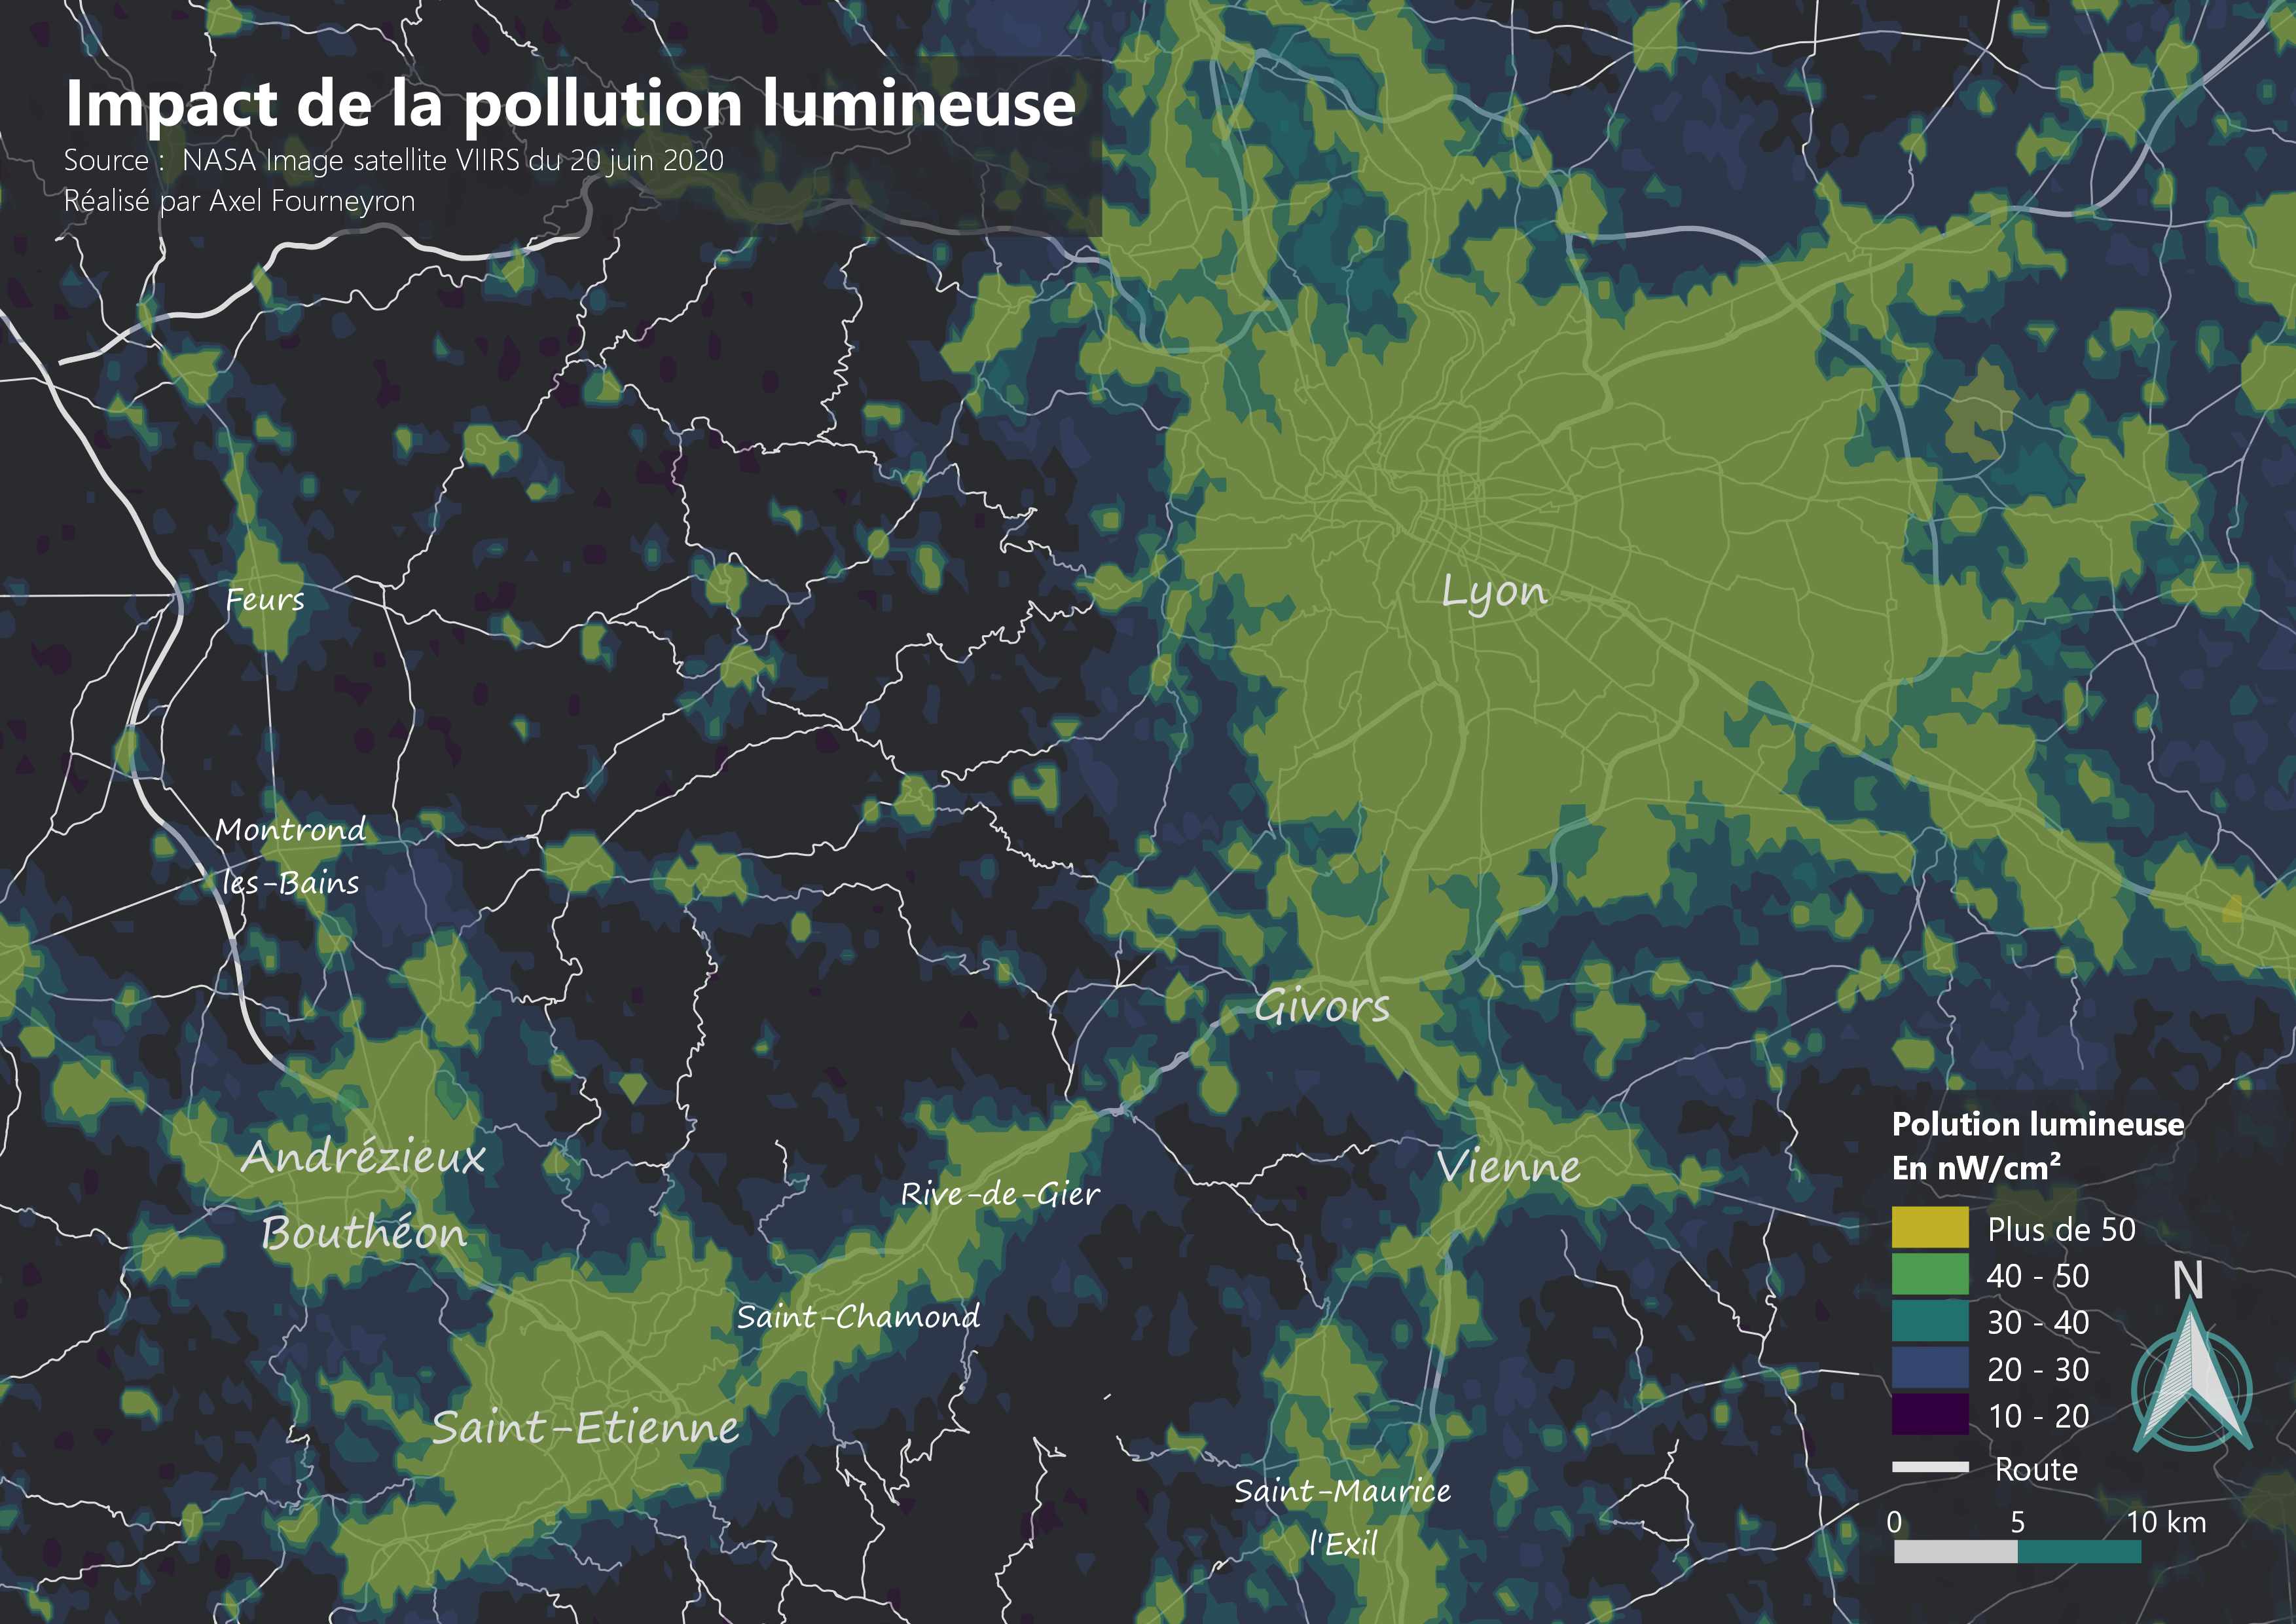 Impact de la pollution lumineuse
Source :  NASA Image satellite VIIRS du 20 juin 2020
Réalisé par Axel Fourneyron
Feurs
Lyon
Montrond
les-Bains
Givors
Andrézieux
Bouthéon
Vienne
Rive-de-Gier
Saint-Chamond
Saint-Etienne
Saint-Maurice
l'Exil
Polution lumineuse
En nW/cm²
Plus de 50
40 - 50
30 - 40
20 - 30
10 - 20
Route
N
0 5 10 km